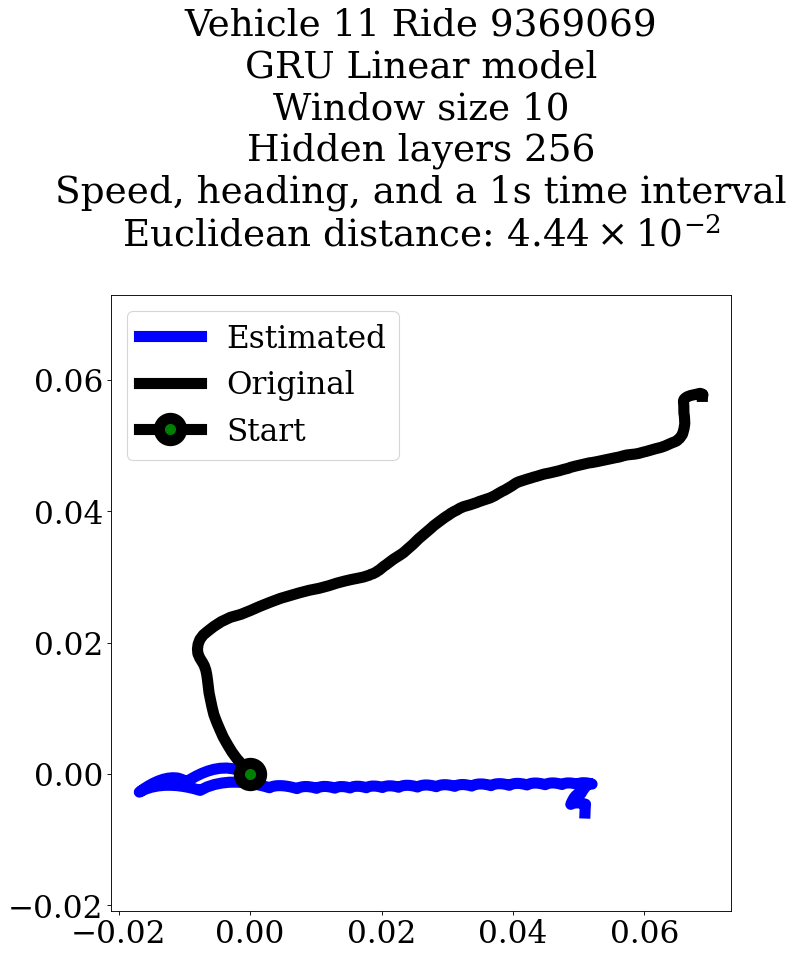 Vehicle 11 Ride 9369069
GRU Linear model
Window size 10
Hidden layers 256
Speed, heading, and a 1s time interval
Euclidean distance: 4.44 × 10⁻²
Estimated
Original
Start
0.06
0.04
0.02
0.00
−0.02
−0.02 0.00 0.02 0.04 0.06